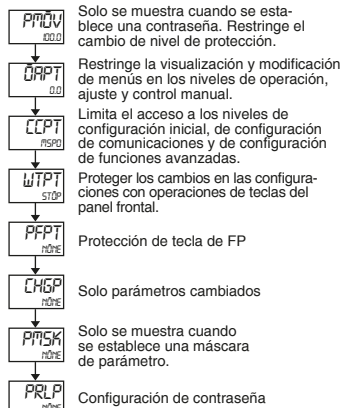 PMOV
100.0
Solo se muestra cuando se esta-
blece una contraseña. Restringe el
cambio de nivel de protección.
OAPT
0.0
Restringe la visualización y modificación
de menús en los niveles de operación,
ajuste y control manual.
CCPT
MSPO
Limita el acceso a los niveles de
configuración inicial, de configuración
de comunicaciones y de configuración
de funciones avanzadas.
WTPT
STOP
Proteger los cambios en las configura-
ciones con operaciones de teclas del
panel frontal.
PFPT
NONE
Protección de tecla de FP
CHGP
NONE
Solo parámetros cambiados
PMSK
NONE
Solo se muestra cuando
se establece una máscara
de parámetro.
PRLP
NONE
Configuración de contraseña